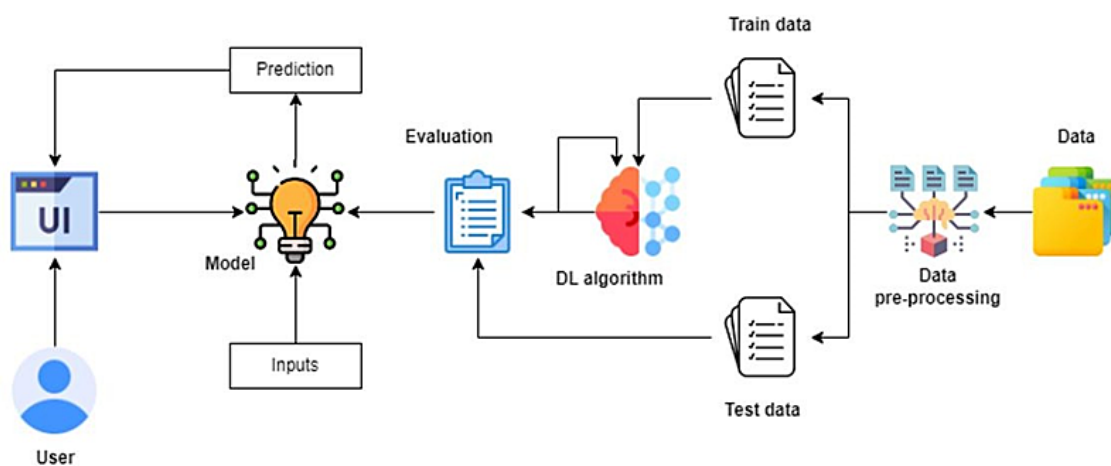 Train data
Prediction
Evaluation
Data
UI
Model
DL algorithm
Data
pre-processing
Inputs
Test data
User